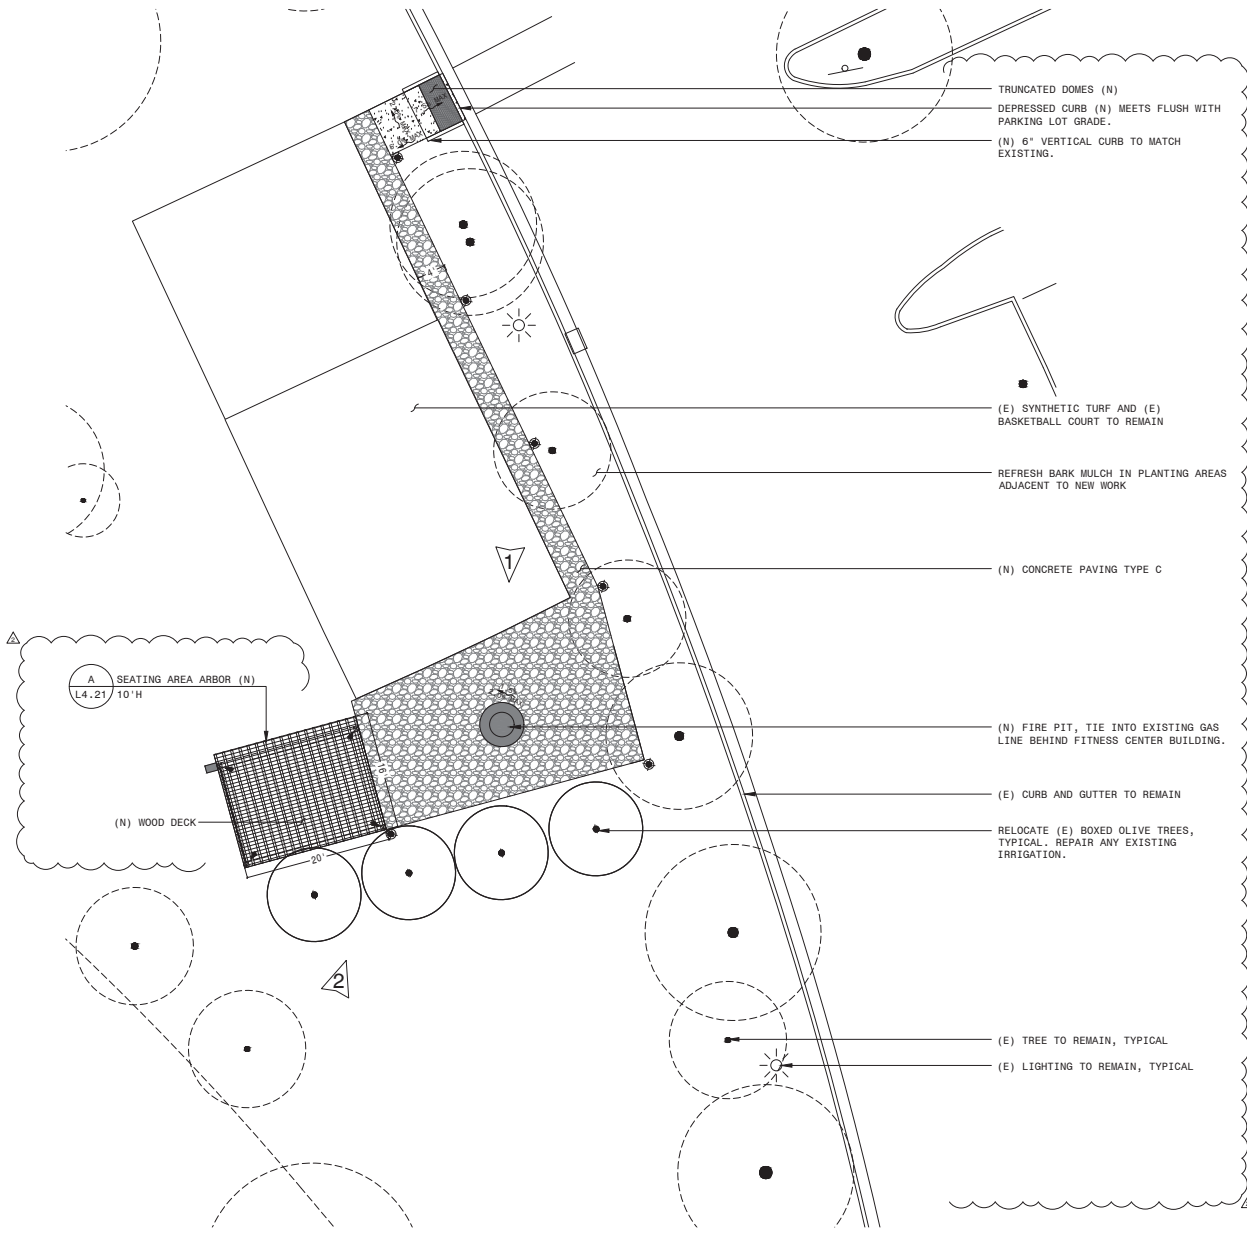 TRUNCATED DOMES (N)
DEPRESSED CURB (N) MEETS FLUSH WITH
PARKING LOT GRADE.
(N) 6" VERTICAL CURB TO MATCH
EXISTING.
4'
(E) SYNTHETIC TURF AND (E)
BASKETBALL COURT TO REMAIN
REFRESH BARK MULCH IN PLANTING AREAS
ADJACENT TO NEW WORK
1
(N) CONCRETE PAVING TYPE C
A
L4.21
SEATING AREA ARBOR (N)
10'H
(N) FIRE PIT, TIE INTO EXISTING GAS
LINE BEHIND FITNESS CENTER BUILDING.
16'
(E) CURB AND GUTTER TO REMAIN
(N) WOOD DECK
20'
RELOCATE (E) BOXED OLIVE TREES,
TYPICAL. REPAIR ANY EXISTING
IRRIGATION.
2
(E) TREE TO REMAIN, TYPICAL
(E) LIGHTING TO REMAIN, TYPICAL